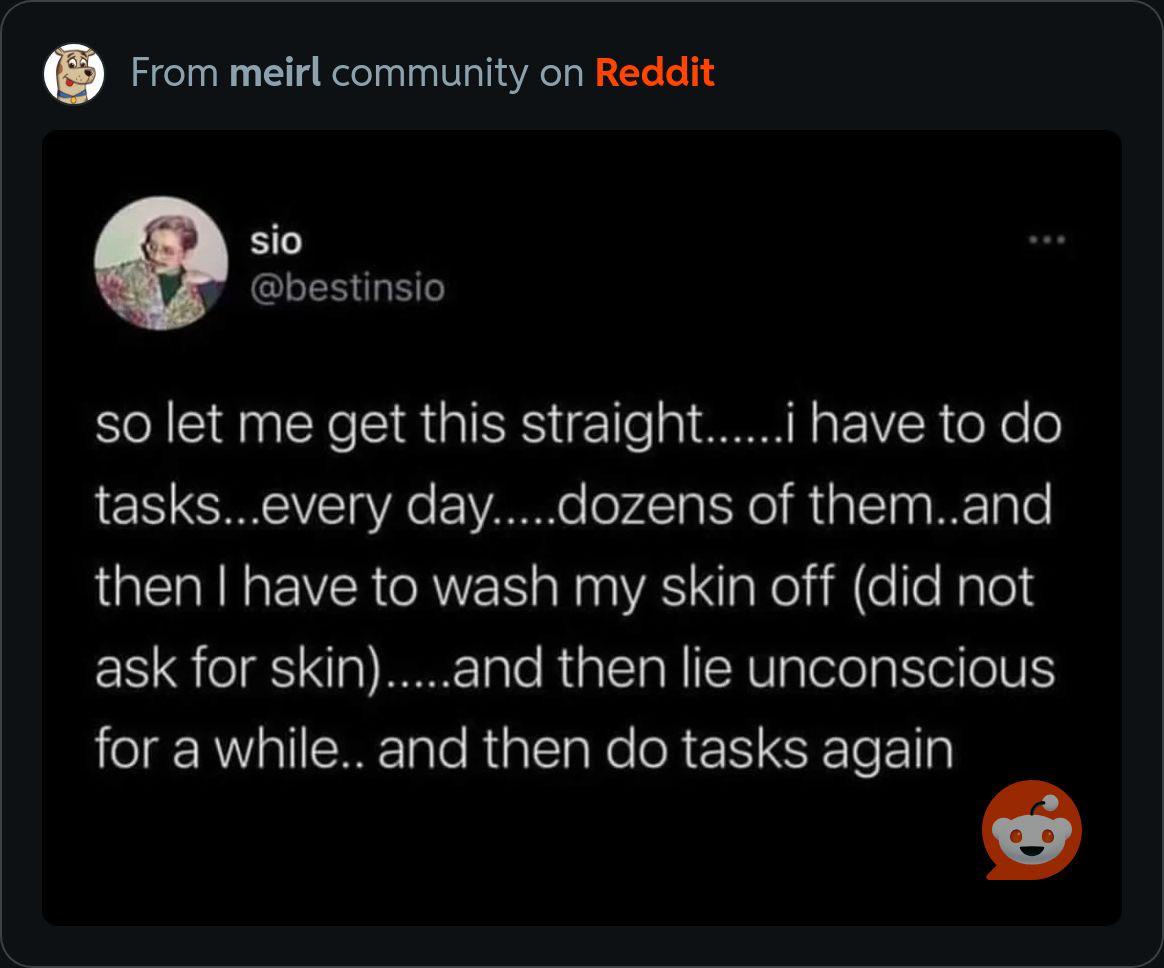 From meirl community on Reddit
sio
@bestinsio
so let me get this straight......i have to do
tasks...every day.....dozens of them..and
then I have to wash my skin off (did not
ask for skin).....and then lie unconscious
for a while.. and then do tasks again